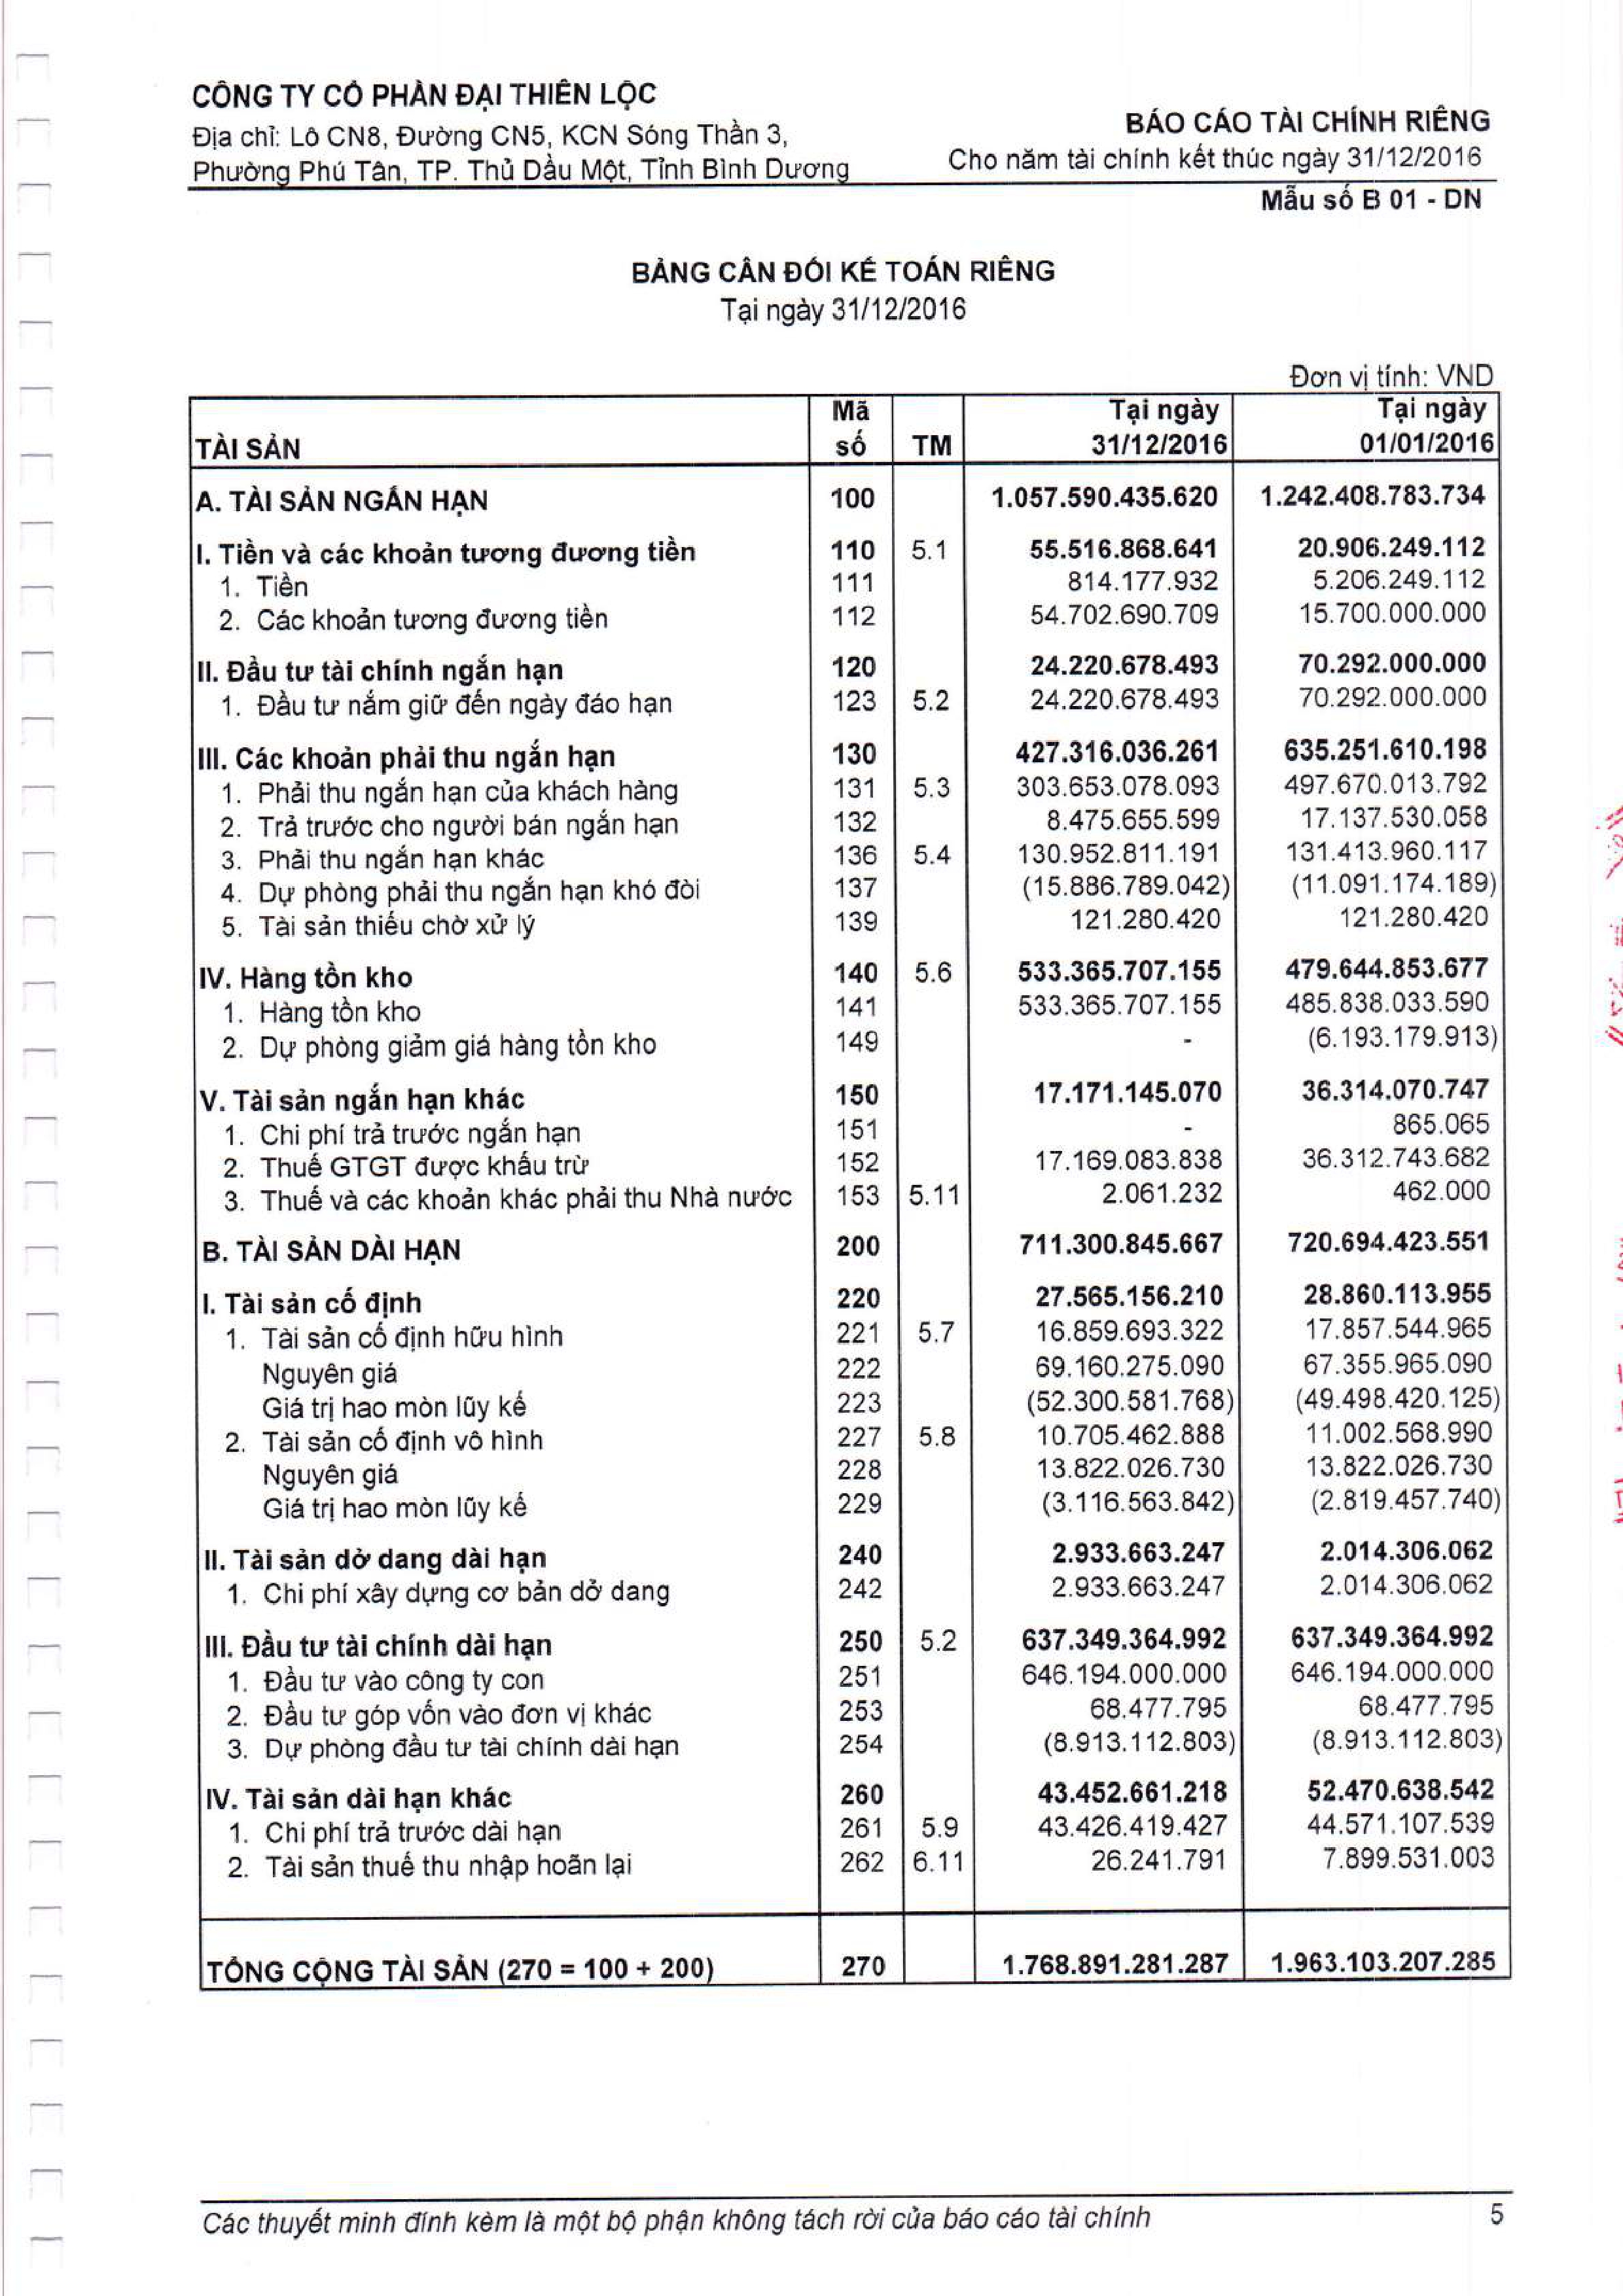 CÔNG TY CỔ PHẦN ĐẠI THIÊN LỘC
Địa chỉ: Lô CN8, Đường CN5, KCN Sóng Thần 3,
Phường Phú Tân, TP. Thủ Dầu Một, Tỉnh Bình Dương
BÁO CÁO TÀI CHÍNH RIÊNG
Cho năm tài chính kết thúc ngày 31/12/2016
Mẫu số B 01 - DN
BẢNG CÂN ĐỐI KẾ TOÁN RIÊNG
Tại ngày 31/12/2016
Đơn vị tính: VND
TÀI SẢN Mã số TM Tại ngày 31/12/2016 Tại ngày 01/01/2016
A. TÀI SẢN NGẮN HẠN 100 1.057.590.435.620 1.242.408.783.734
I. Tiền và các khoản tương đương tiền 110 5.1 55.516.868.641 20.906.249.112
1. Tiền 111 814.177.932 5.206.249.112
2. Các khoản tương đương tiền 112 54.702.690.709 15.700.000.000
II. Đầu tư tài chính ngắn hạn 120 24.220.678.493 70.292.000.000
1. Đầu tư nắm giữ đến ngày đáo hạn 123 5.2 24.220.678.493 70.292.000.000
III. Các khoản phải thu ngắn hạn 130 427.316.036.261 635.251.610.198
1. Phải thu ngắn hạn của khách hàng 131 5.3 303.653.078.093 497.670.013.792
2. Trả trước cho người bán ngắn hạn 132 8.475.655.599 17.137.530.058
3. Phải thu ngắn hạn khác 136 5.4 130.952.811.191 131.413.960.117
4. Dự phòng phải thu ngắn hạn khó đòi 137 (15.886.789.042) (11.091.174.189)
5. Tài sản thiếu chờ xử lý 139 121.280.420 121.280.420
IV. Hàng tồn kho 140 5.6 533.365.707.155 479.644.853.677
1. Hàng tồn kho 141 533.365.707.155 485.838.033.590
2. Dự phòng giảm giá hàng tồn kho 149 - (6.193.179.913)
V. Tài sản ngắn hạn khác 150 17.171.145.070 36.314.070.747
1. Chi phí trả trước ngắn hạn 151 - 865.065
2. Thuế GTGT được khấu trừ 152 17.169.083.838 36.312.743.682
3. Thuế và các khoản khác phải thu Nhà nước 153 5.11 2.061.232 462.000
B. TÀI SẢN DÀI HẠN 200 711.300.845.667 720.694.423.551
I. Tài sản cố định 220 27.565.156.210 28.860.113.955
1. Tài sản cố định hữu hình 221 5.7 16.859.693.322 17.857.544.965
Nguyên giá 222 69.160.275.090 67.355.965.090
Giá trị hao mòn lũy kế 223 (52.300.581.768) (49.498.420.125)
2. Tài sản cố định vô hình 227 5.8 10.705.462.888 11.002.568.990
Nguyên giá 228 13.822.026.730 13.822.026.730
Giá trị hao mòn lũy kế 229 (3.116.563.842) (2.819.457.740)
II. Tài sản dở dang dài hạn 240 2.933.663.247 2.014.306.062
1. Chi phí xây dựng cơ bản dở dang 242 2.933.663.247 2.014.306.062
III. Đầu tư tài chính dài hạn 250 5.2 637.349.364.992 637.349.364.992
1. Đầu tư vào công ty con 251 646.194.000.000 646.194.000.000
2. Đầu tư góp vốn vào đơn vị khác 253 68.477.795 68.477.795
3. Dự phòng đầu tư tài chính dài hạn 254 (8.913.112.803) (8.913.112.803)
IV. Tài sản dài hạn khác 260 43.452.661.218 52.470.638.542
1. Chi phí trả trước dài hạn 261 5.9 43.426.419.427 44.571.107.539
2. Tài sản thuế thu nhập hoãn lại 262 6.11 26.241.791 7.899.531.003
TỔNG CỘNG TÀI SẢN (270 = 100 + 200) 270 1.768.891.281.287 1.963.103.207.285
Các thuyết minh đính kèm là một bộ phận không tách rời của báo cáo tài chính 5